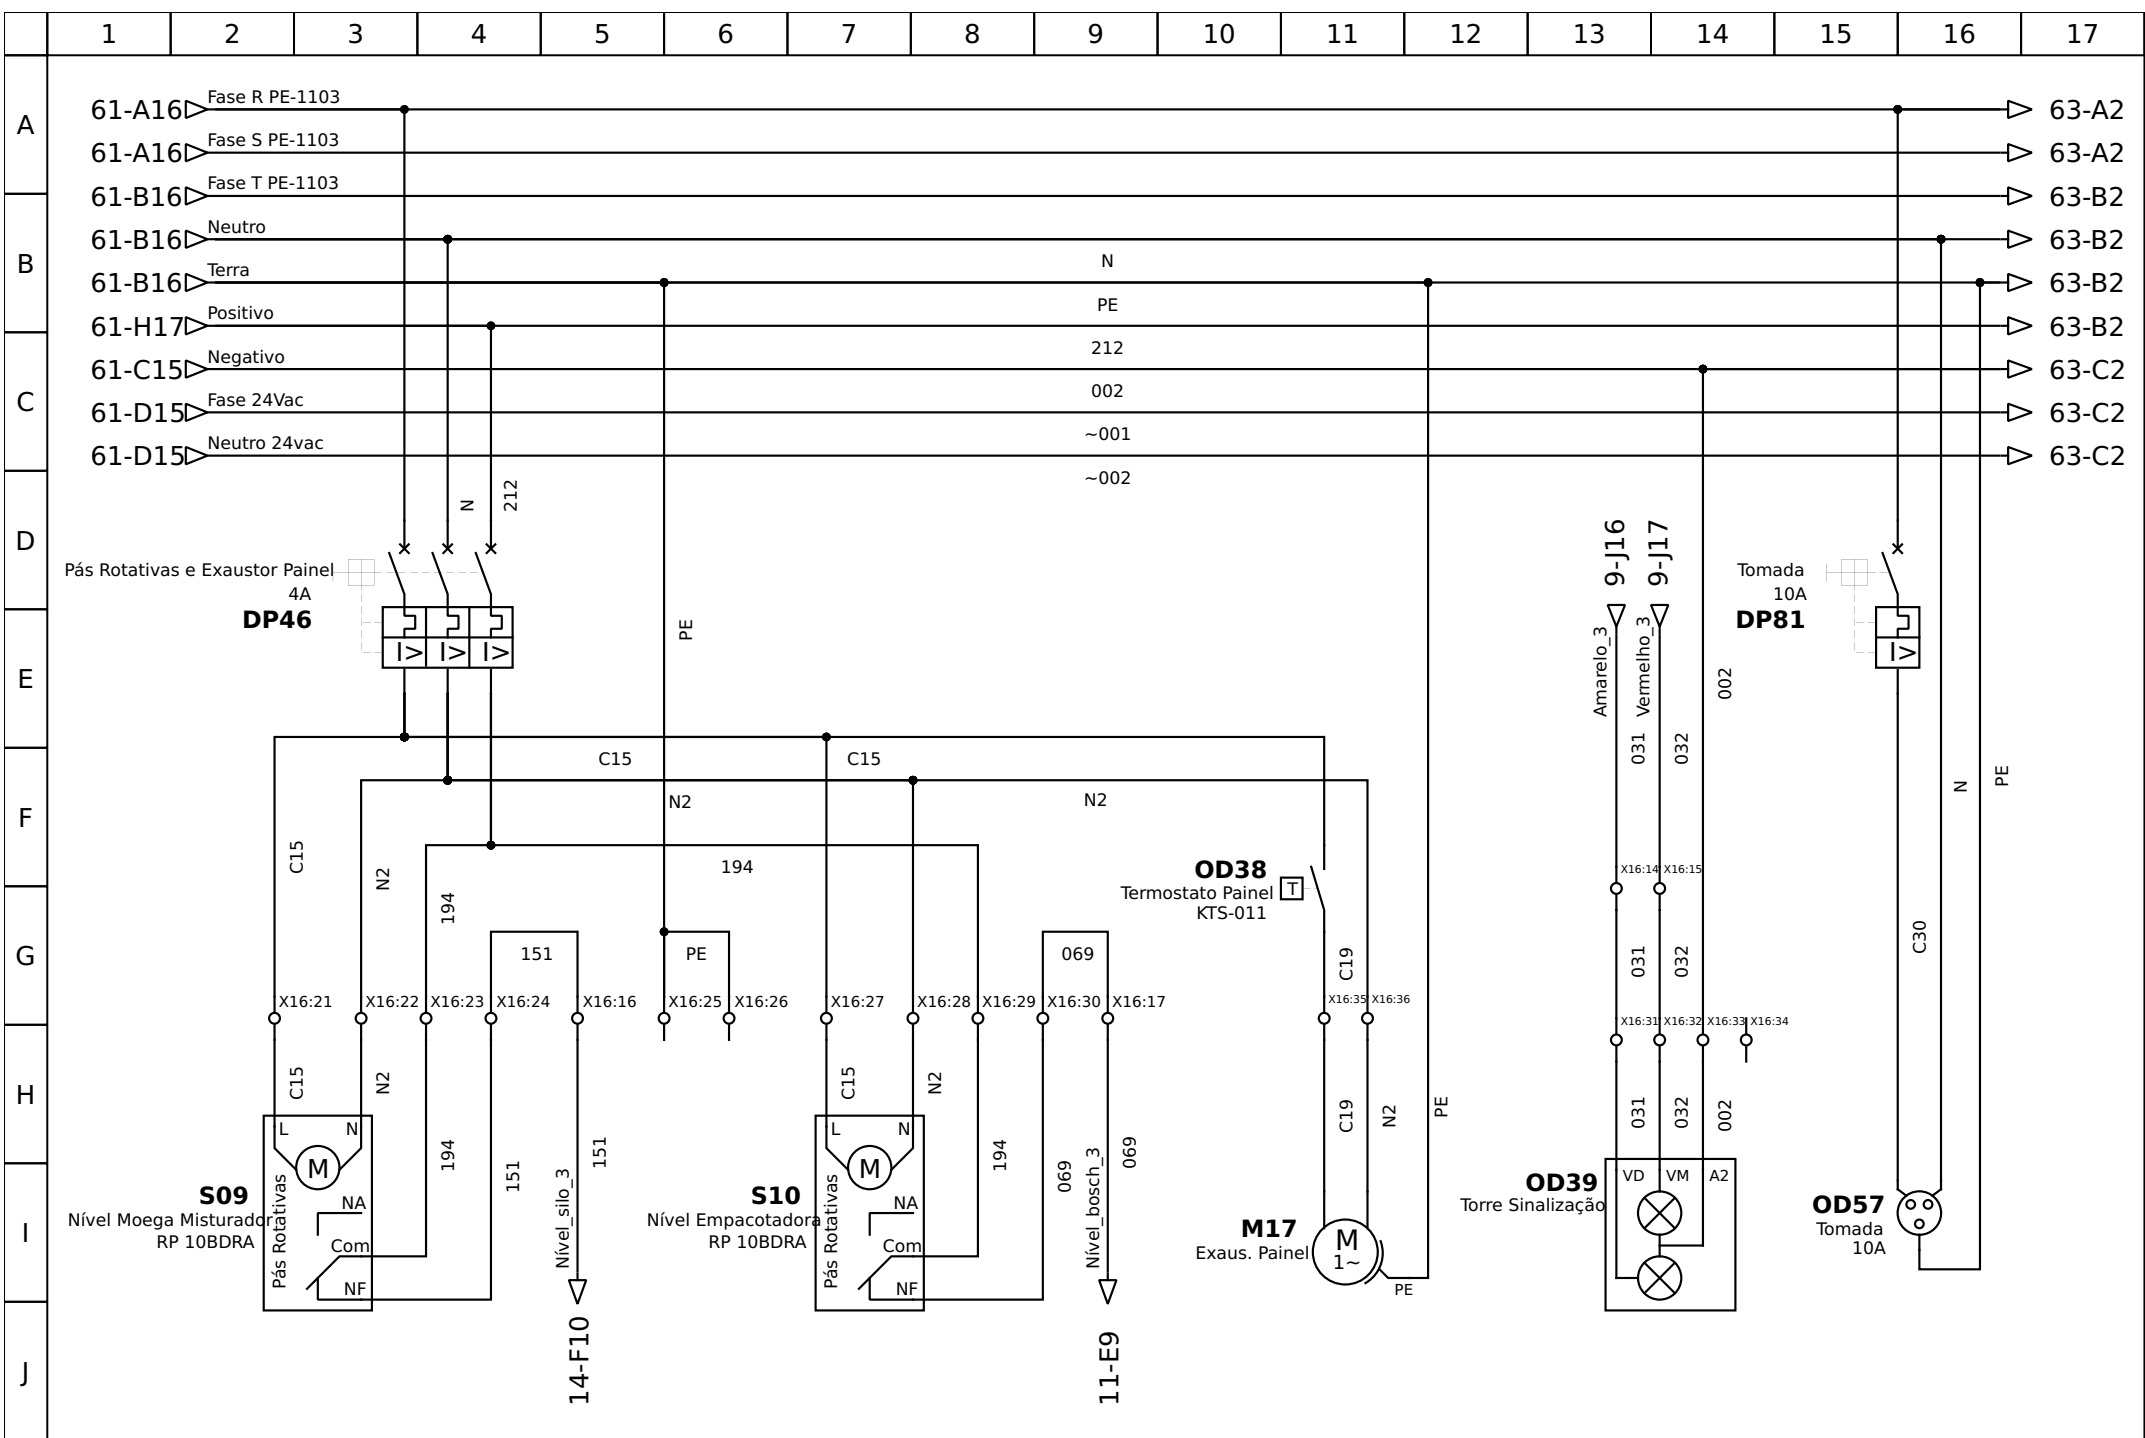 1 2 3 4 5 6 7 8 9 10 11 12 13 14 15 16 17
A
61-A16 Fase R PE-1103 63-A2
61-A16 Fase S PE-1103 63-A2
61-B16 Fase T PE-1103 63-B2
B
61-B16 Neutro 63-B2
N
61-B16 Terra 63-B2
PE
61-H17 Positivo 63-B2
212
C
61-C15 Negativo 63-C2
002
61-D15 Fase 24Vac 63-C2
~001
61-D15 Neutro 24vac 63-C2
~002
N 212
D
9-J16 9-J17
Pás Rotativas e Exaustor Painel
4A
DP46
I> I> I>
PE
Amarelo_3 Vermelho_3
002
Tomada
10A
DP81
I>
E
C15 C15
031 032
N PE
F
N2 N2
C15 N2 194
194
OD38
Termostato Painel
KTS-011
T
X16:14 X16:15
C30
G
151 PE 069
C19 031 032
X16:21 X16:22 X16:23 X16:24 X16:16 X16:25 X16:26 X16:27 X16:28 X16:29 X16:30 X16:17 X16:35 X16:36
X16:31 X16:32 X16:33 X16:34
H
C15 N2 C15 N2
C19 N2 PE 031 032 002
L N
M
194 151 151
L N
M
194 069 069
I
S09
Nível Moega Misturador
RP 10BDRA
Pás Rotativas
NA
Com
NF
Nível_silo_3
S10
Nível Empacotadora
RP 10BDRA
Pás Rotativas
NA
Com
NF
Nível_bosch_3
M17
Exaus. Painel
M
1~
PE
OD39
Torre Sinalização
VD VM A2
OD57
Tomada
10A
J
14-F10
11-E9